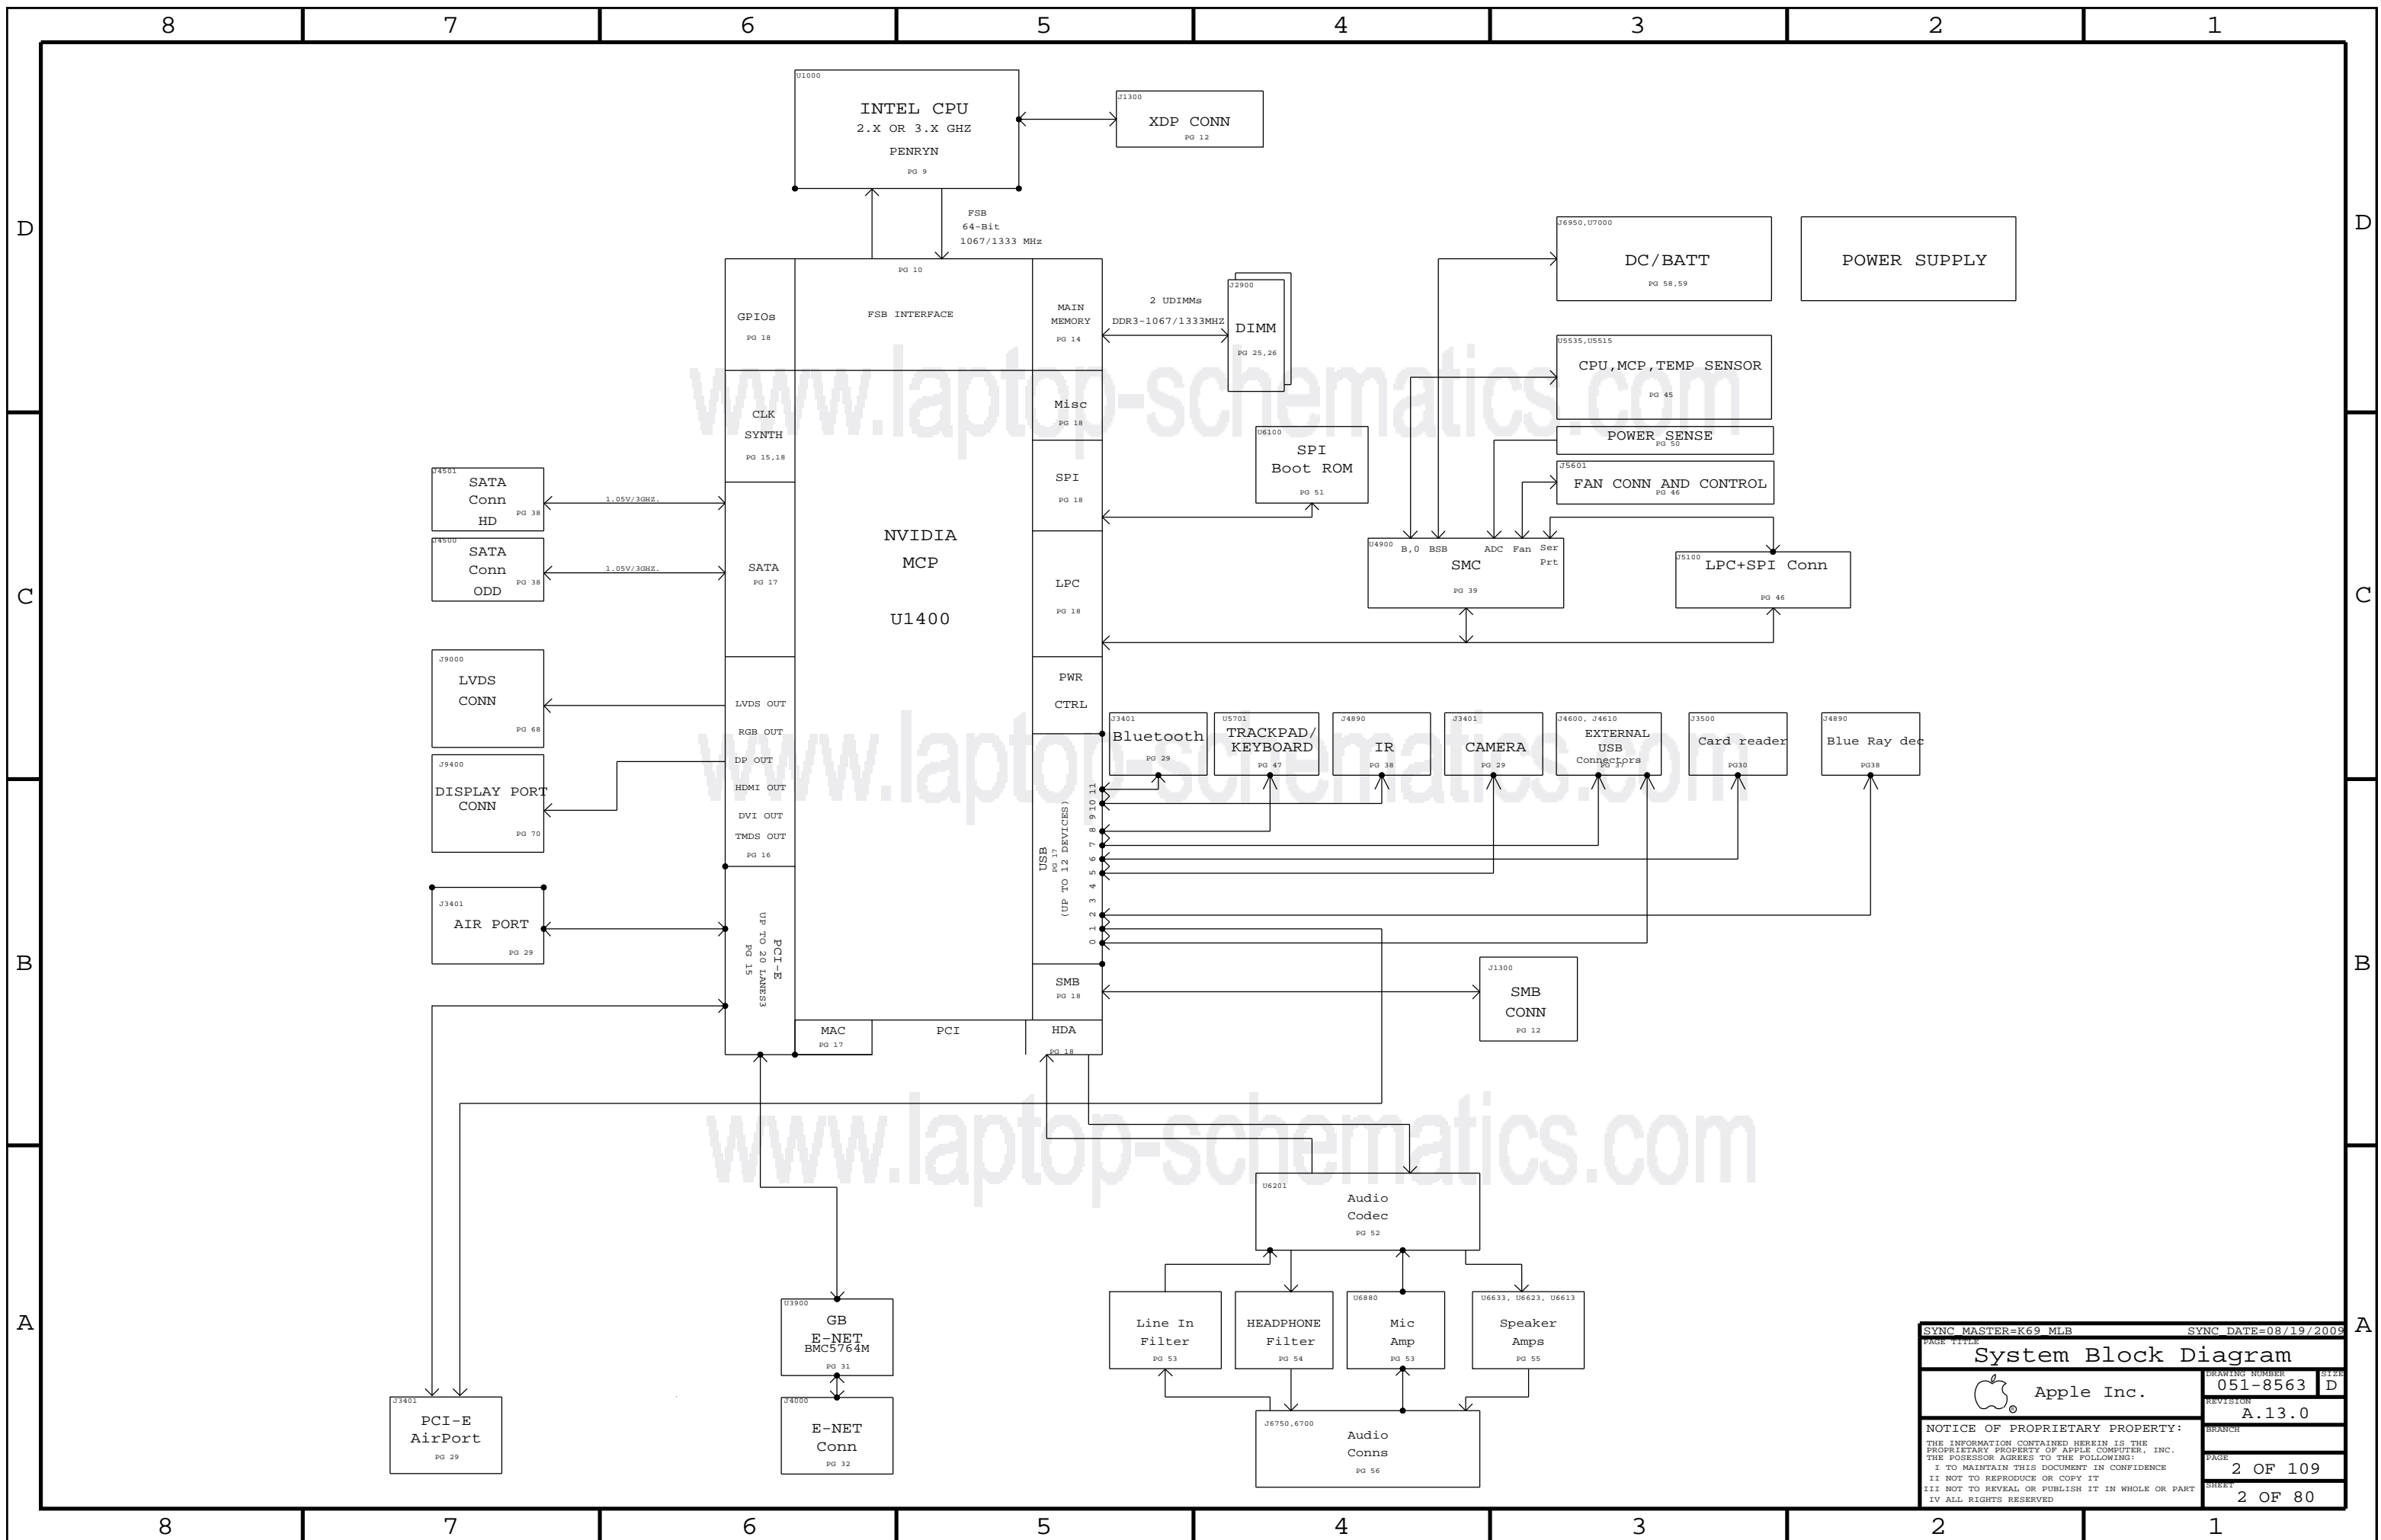 8 7 6 5 4 3 2 1
D
C
B
A
U1000
INTEL CPU
2.X OR 3.X GHZ
PENRYN
PG 9
J1300
XDP CONN
PG 12
FSB
64-Bit
1067/1333 MHz
PG 10
FSB INTERFACE
GPIOs
PG 18
MAIN
MEMORY
PG 14
2 UDIMMs
DDR3-1067/1333MHZ
J2900
DIMM
PG 25,26
J6950,U7000
DC/BATT
PG 58,59
POWER SUPPLY
U5535,U5515
CPU,MCP,TEMP SENSOR
PG 45
POWER SENSE
PG 50
J5601
FAN CONN AND CONTROL
PG 46
CLK
SYNTH
PG 15,18
Misc
PG 18
SPI
PG 18
U6100
SPI
Boot ROM
PG 51
www.laptop-schematics.com
J4501
SATA
Conn
HD
PG 38
1.05V/3GHZ.
J4500
SATA
Conn
ODD
PG 38
1.05V/3GHZ.
SATA
PG 17
NVIDIA
MCP
U1400
LPC
PG 18
U4900
B,0 BSB ADC Fan Ser
Prt
SMC
PG 39
J5100
LPC+SPI Conn
PG 46
J9000
LVDS
CONN
PG 68
J9400
DISPLAY PORT
CONN
PG 70
LVDS OUT
RGB OUT
DP OUT
HDMI OUT
DVI OUT
TMDS OUT
PG 16
PWR
CTRL
J3401
Bluetooth
PG 29
U5701
TRACKPAD/
KEYBOARD
PG 47
J4890
IR
PG 38
J3401
CAMERA
PG 29
J4600, J4610
EXTERNAL
USB
Connectors
PG 37
J3500
Card reader
PG30
J4890
Blue Ray dec
PG38
www.laptop-schematics.com
USB
PG 17
(UP TO 12 DEVICES)
0 1 2 3 4 5 6 7 8 9 10 11
J3401
AIR PORT
PG 29
PCI-E
UP TO 20 LANES3
PG 15
SMB
PG 18
J1300
SMB
CONN
PG 12
MAC
PG 17
PCI
HDA
PG 18
www.laptop-schematics.com
U6201
Audio
Codec
PG 52
U3900
GB
E-NET
BMC5764M
PG 31
Line In
Filter
PG 53
HEADPHONE
Filter
PG 54
U6880
Mic
Amp
PG 53
U6633, U6623, U6613
Speaker
Amps
PG 55
J3401
PCI-E
AirPort
PG 29
J4000
E-NET
Conn
PG 32
J6750,6700
Audio
Conns
PG 56
SYNC_MASTER=K69_MLB SYNC_DATE=08/19/2009
PAGE TITLE
System Block Diagram
Apple Inc.
DRAWING NUMBER
051-8563
SIZE
D
REVISION
A.13.0
BRANCH
NOTICE OF PROPRIETARY PROPERTY:
THE INFORMATION CONTAINED HEREIN IS THE
PROPRIETARY PROPERTY OF APPLE COMPUTER, INC.
THE POSESSOR AGREES TO THE FOLLOWING:
I TO MAINTAIN THIS DOCUMENT IN CONFIDENCE
II NOT TO REPRODUCE OR COPY IT
III NOT TO REVEAL OR PUBLISH IT IN WHOLE OR PART
IV ALL RIGHTS RESERVED
PAGE
2 OF 109
SHEET
2 OF 80
D
C
B
A
8 7 6 5 4 3 2 1